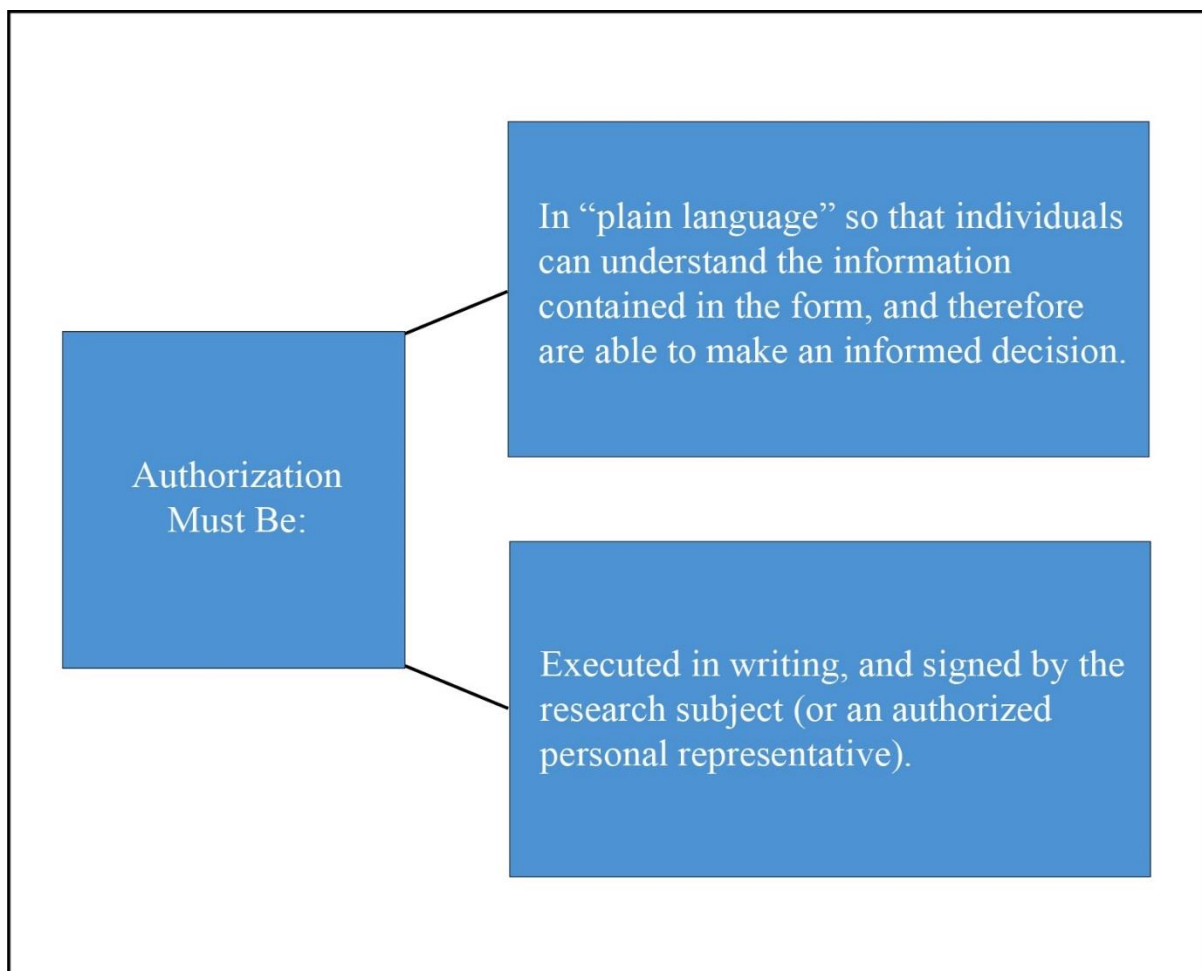 Authorization
Must Be:
In “plain language” so that individuals
can understand the information
contained in the form, and therefore
are able to make an informed decision.
Executed in writing, and signed by the
research subject (or an authorized
personal representative).